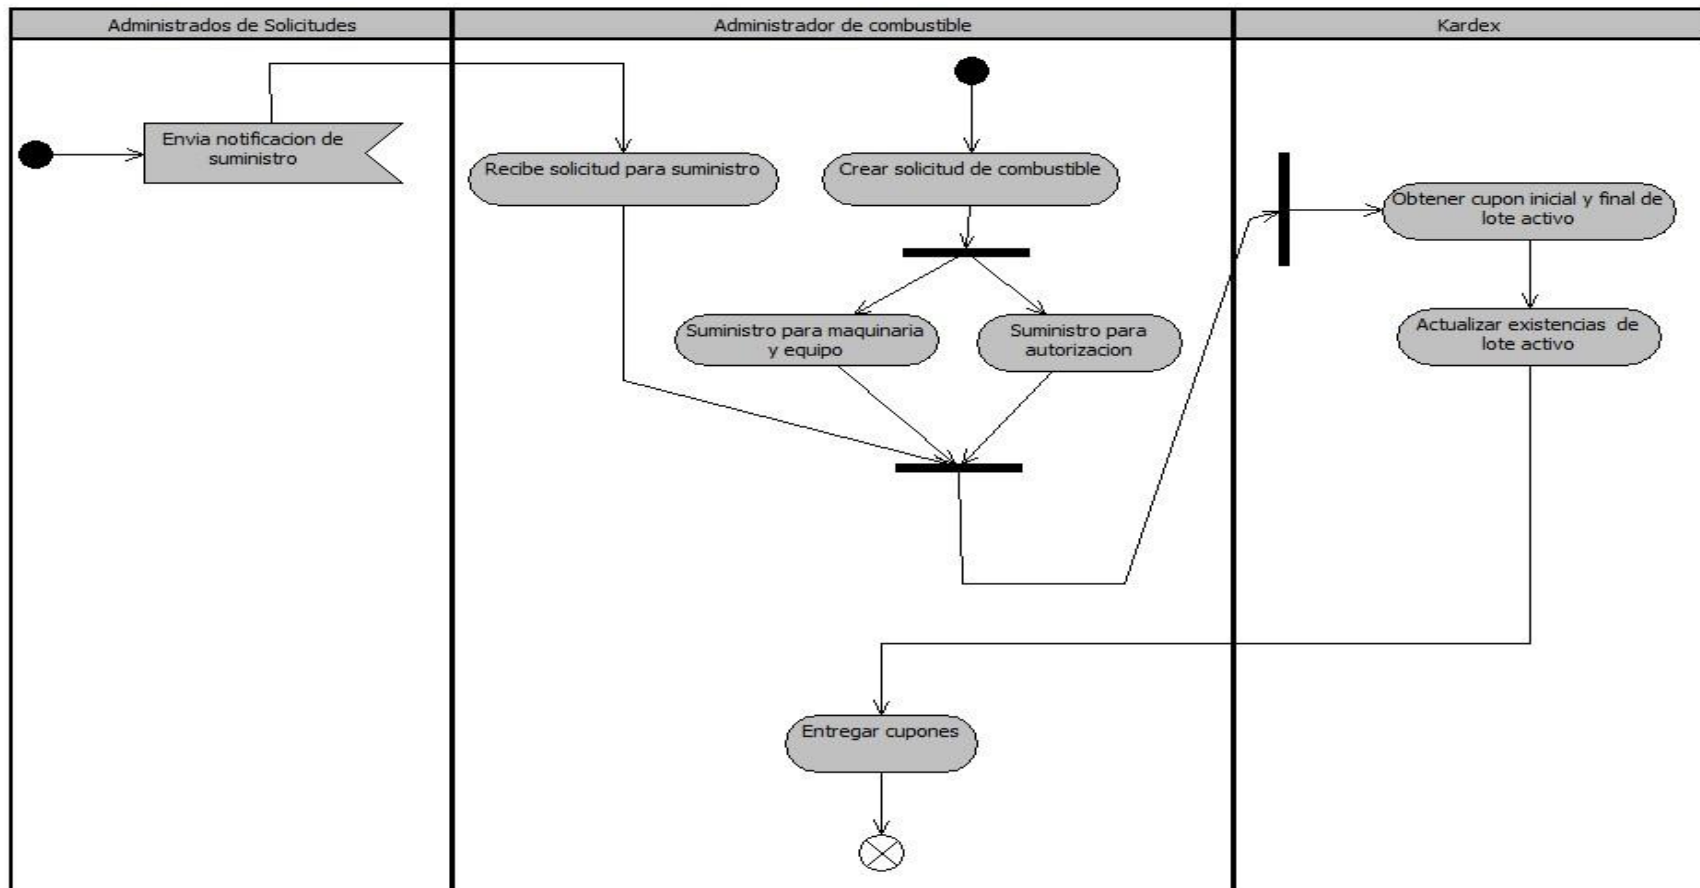 Administrados de Solicitudes
Administrador de combustible
Kardex
Envia notificacion de
suministro
Recibe solicitud para suministro
Crear solicitud de combustible
Obtener cupon inicial y final de
lote activo
Suministro para maquinaria
y equipo
Suministro para
autorizacion
Actualizar existencias de
lote activo
Entregar cupones